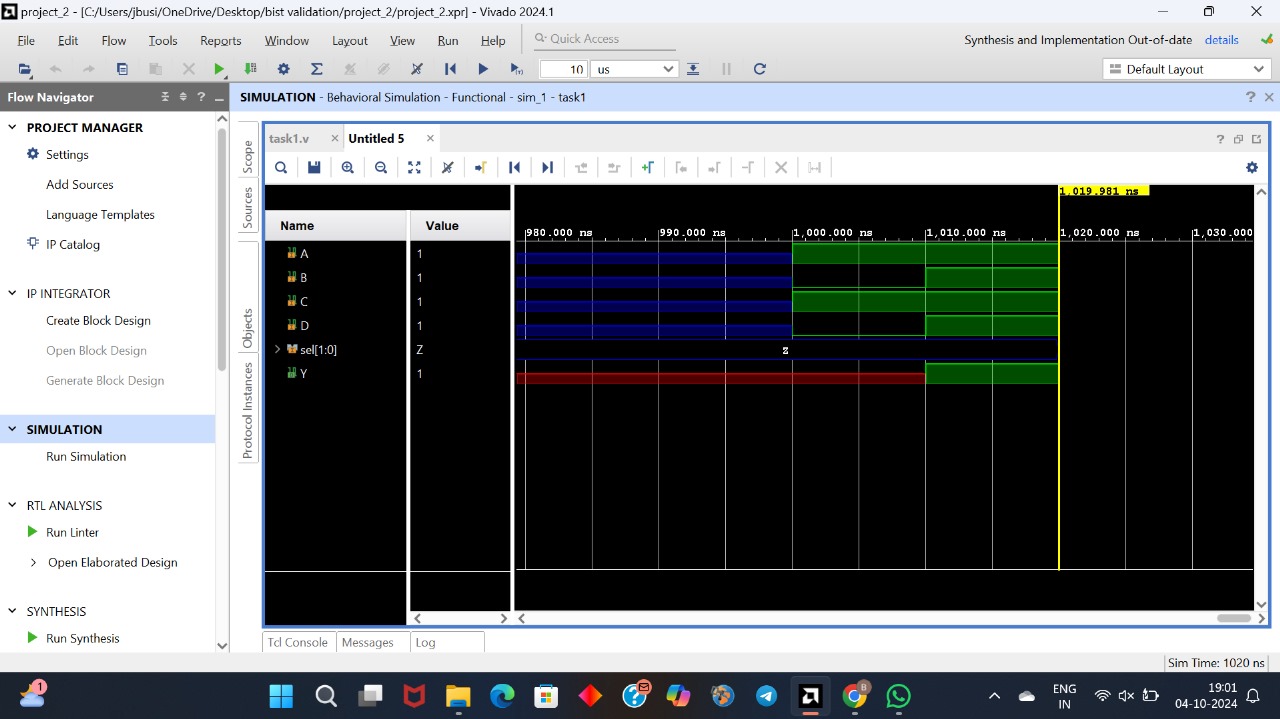 project_2 - [C:/Users/jbusi/OneDrive/Desktop/bist validation/project_2/project_2.xpr] - Vivado 2024.1
File Edit Flow Tools Reports Window Layout View Run Help
Quick Access
Synthesis and Implementation Out-of-date details
10 us
Default Layout
Flow Navigator
SIMULATION - Behavioral Simulation - Functional - sim_1 - task1
PROJECT MANAGER
Settings
Add Sources
Language Templates
IP Catalog
IP INTEGRATOR
Create Block Design
Open Block Design
Generate Block Design
SIMULATION
Run Simulation
RTL ANALYSIS
Run Linter
Open Elaborated Design
SYNTHESIS
Run Synthesis
Scope
Sources
Objects
Protocol Instances
task1.v Untitled 5
1,019.981 ns
Name Value
980.000 ns 990.000 ns 1,000.000 ns 1,010.000 ns 1,020.000 ns 1,030.000
A 1
B 1
C 1
D 1
sel[1:0] Z Z
Y 1
Tcl Console Messages Log
Sim Time: 1020 ns
1
B
ENG
IN
19:01
04-10-2024